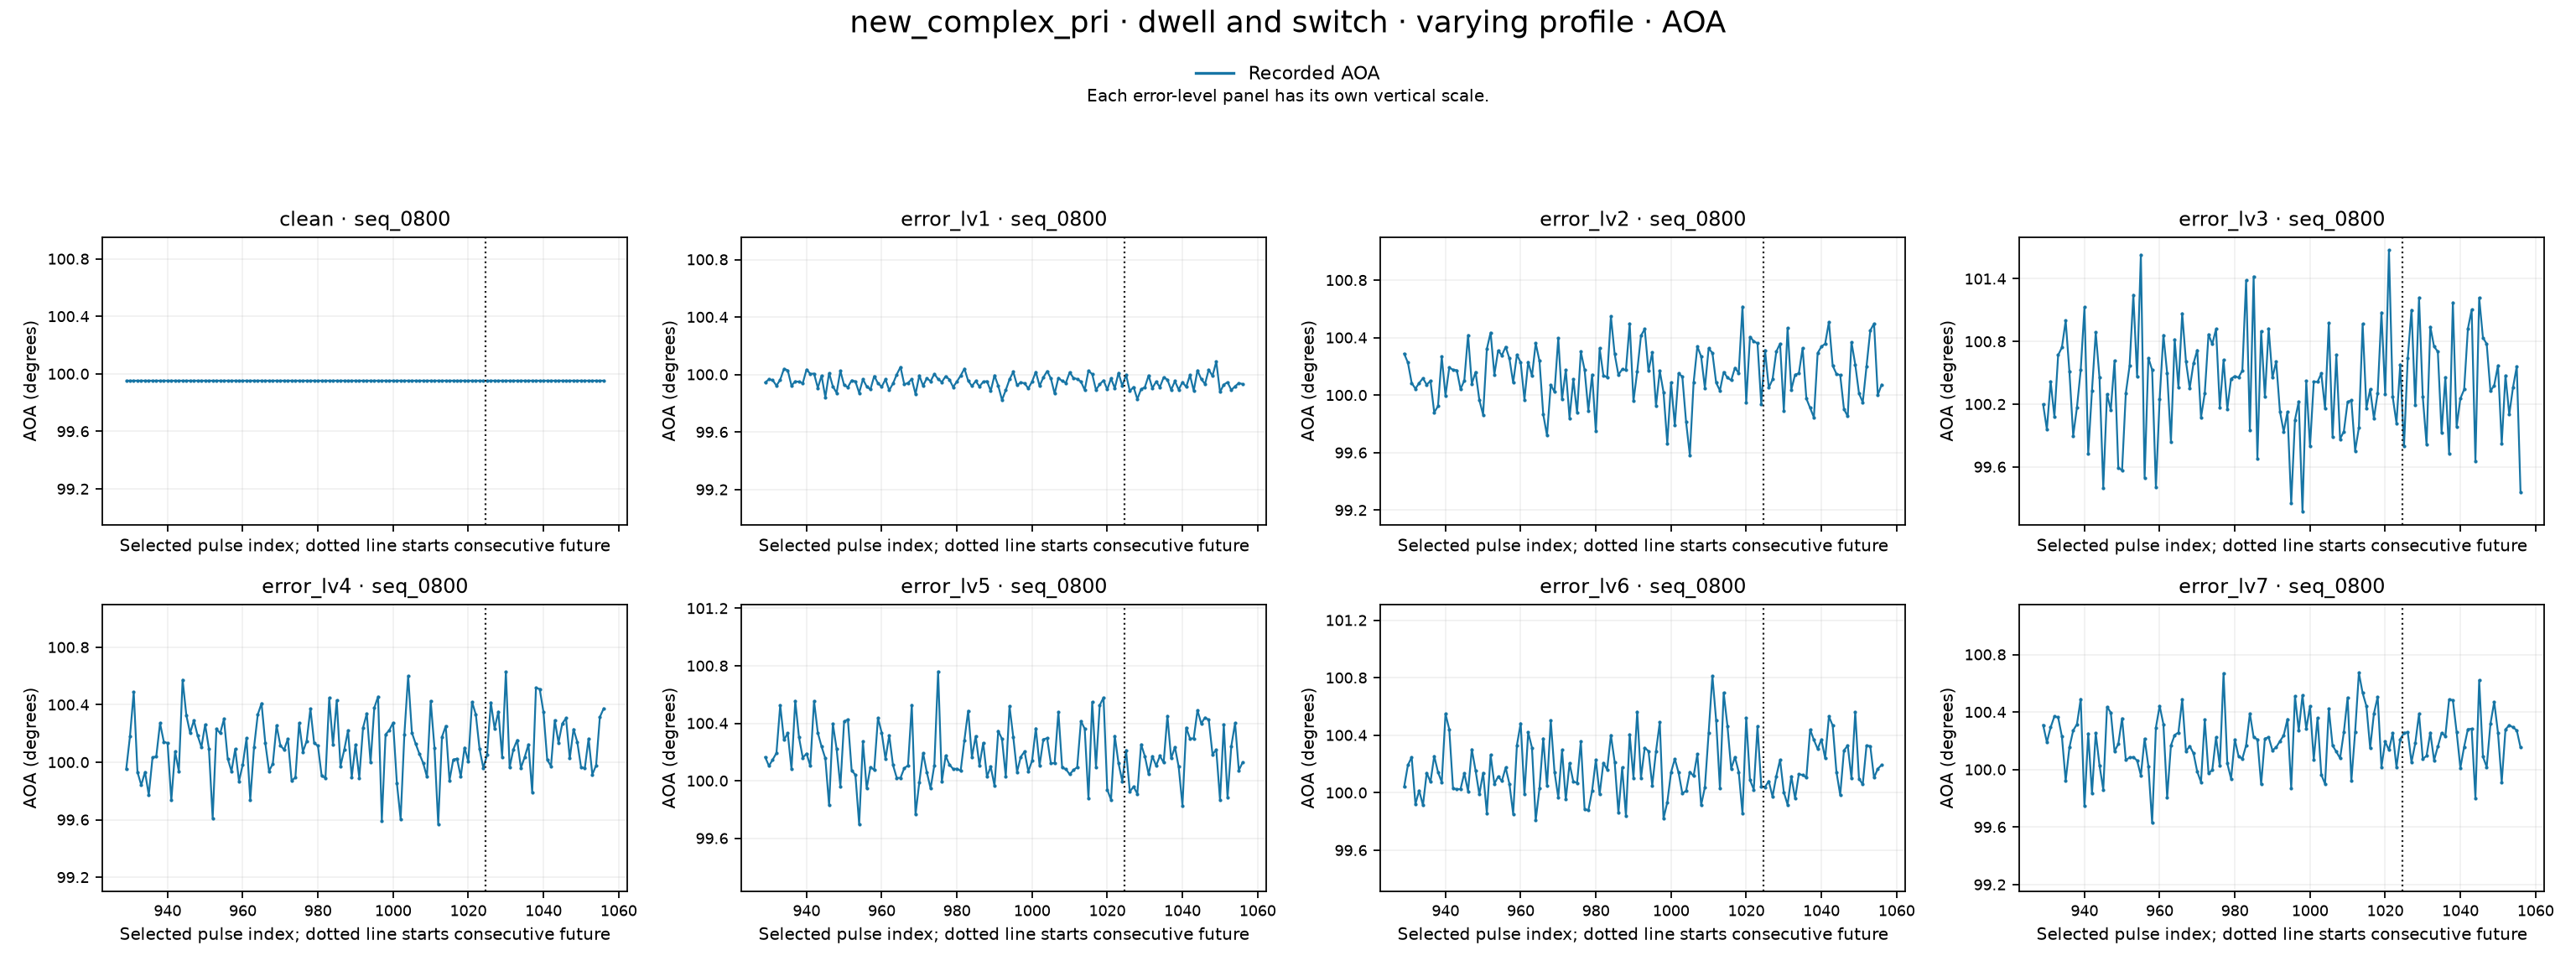 new_complex_pri · dwell and switch · varying profile · AOA
Recorded AOA
Each error-level panel has its own vertical scale.
clean · seq_0800
100.8
100.4
100.0
99.6
99.2
AOA (degrees)
Selected pulse index; dotted line starts consecutive future
error_lv1 · seq_0800
100.8
100.4
100.0
99.6
99.2
AOA (degrees)
Selected pulse index; dotted line starts consecutive future
error_lv2 · seq_0800
100.8
100.4
100.0
99.6
99.2
AOA (degrees)
Selected pulse index; dotted line starts consecutive future
error_lv3 · seq_0800
101.4
100.8
100.2
99.6
AOA (degrees)
Selected pulse index; dotted line starts consecutive future
error_lv4 · seq_0800
100.8
100.4
100.0
99.6
99.2
AOA (degrees)
940 960 980 1000 1020 1040 1060
Selected pulse index; dotted line starts consecutive future
error_lv5 · seq_0800
101.2
100.8
100.4
100.0
99.6
AOA (degrees)
940 960 980 1000 1020 1040 1060
Selected pulse index; dotted line starts consecutive future
error_lv6 · seq_0800
101.2
100.8
100.4
100.0
99.6
AOA (degrees)
940 960 980 1000 1020 1040 1060
Selected pulse index; dotted line starts consecutive future
error_lv7 · seq_0800
100.8
100.4
100.0
99.6
99.2
AOA (degrees)
940 960 980 1000 1020 1040 1060
Selected pulse index; dotted line starts consecutive future